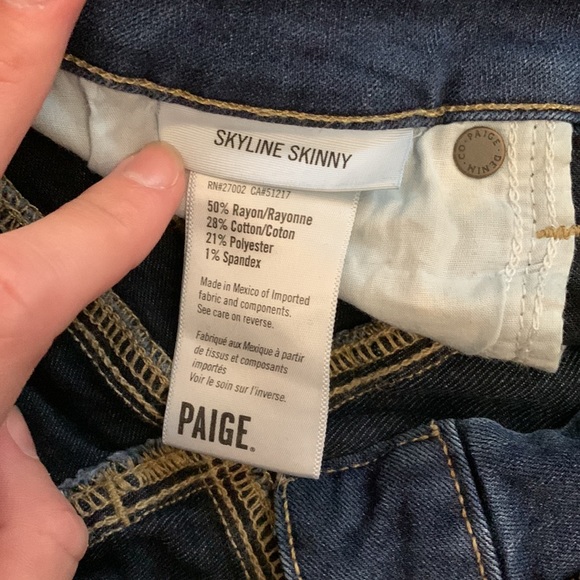 SKYLINE SKINNY
PAIGE·DENIM·CO·
RN#27002 CA#51217
50% Rayon/Rayonne
28% Cotton/Coton
21% Polyester
1% Spandex
Made in Mexico of Imported
fabric and components.
See care on reverse.
Fabriqué aux Mexique à partir
de tissus et composants
importés
Voir le soin sur l'inverse.
PAIGE®